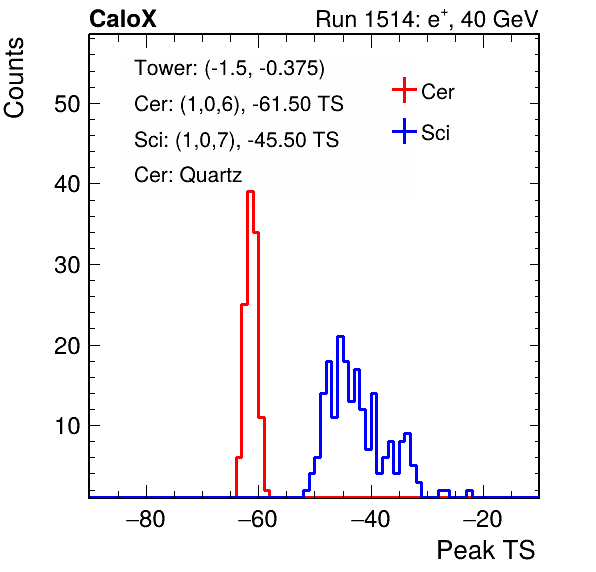 CaloX Run 1514: e⁺, 40 GeV
Counts
Tower: (-1.5, -0.375)
Cer: (1,0,6), -61.50 TS
Sci: (1,0,7), -45.50 TS
Cer: Quartz
Cer
Sci
50
40
30
20
10
−80 −60 −40 −20
Peak TS